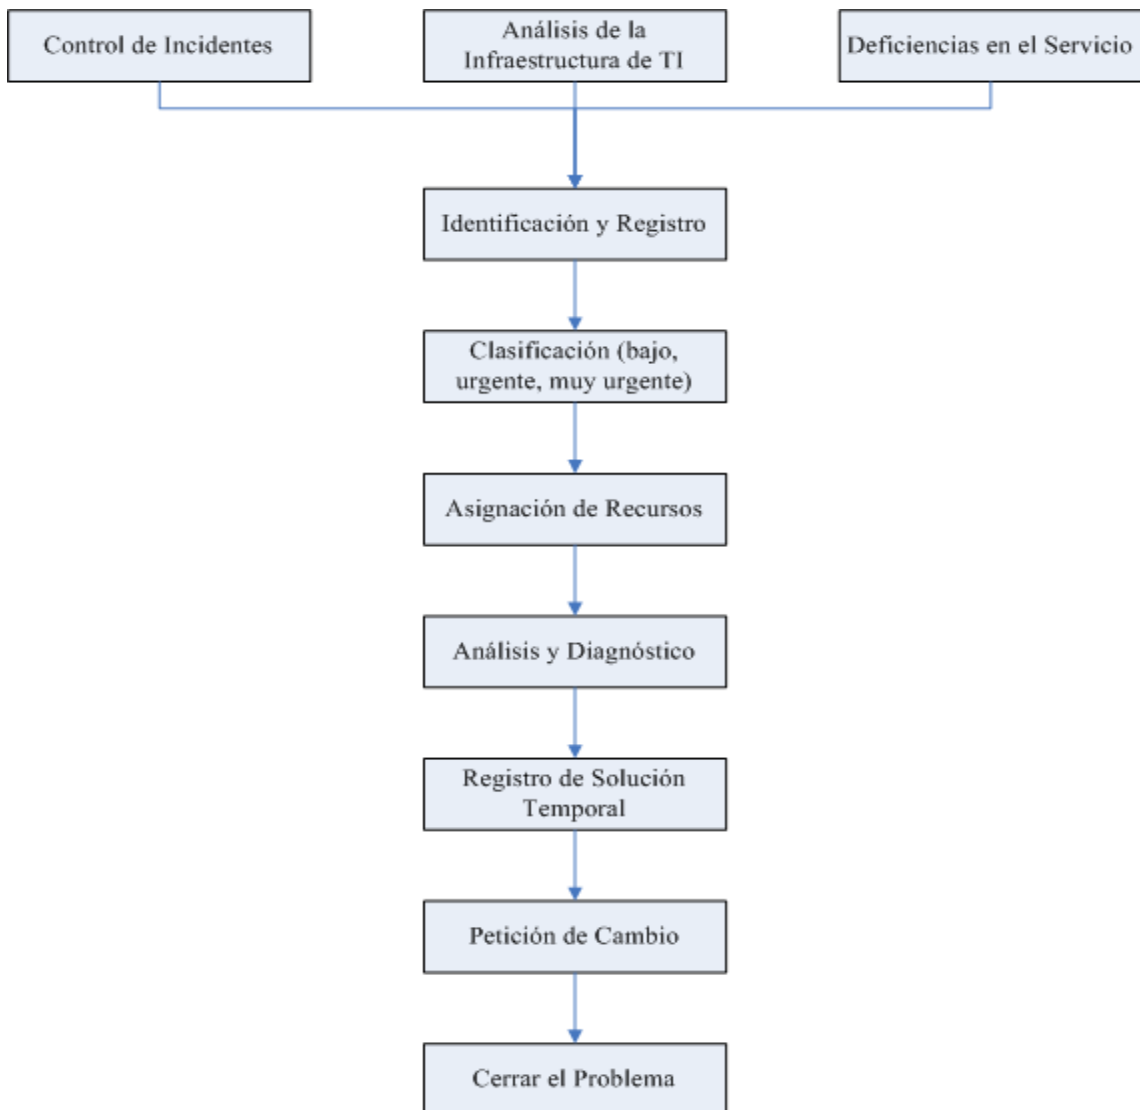 Control de Incidentes
Análisis de la
Infraestructura de TI
Deficiencias en el Servicio
Identificación y Registro
Clasificación (bajo,
urgente, muy urgente)
Asignación de Recursos
Análisis y Diagnóstico
Registro de Solución
Temporal
Petición de Cambio
Cerrar el Problema